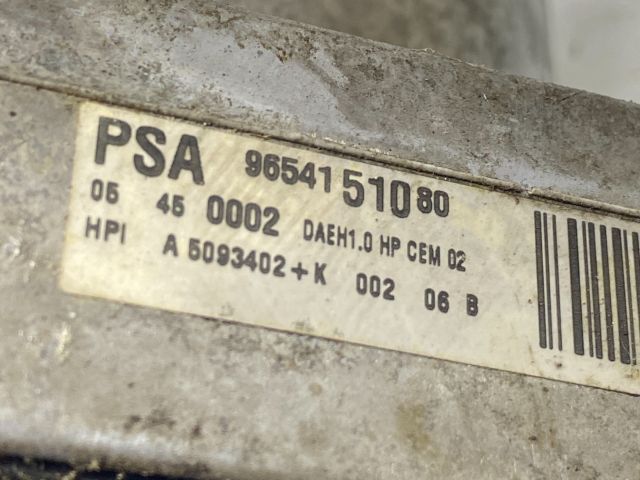 PSA 9654151080
05 45 0002 DAEH1.0 HP CEM 02
HPI A 5093402+K 002 06 B